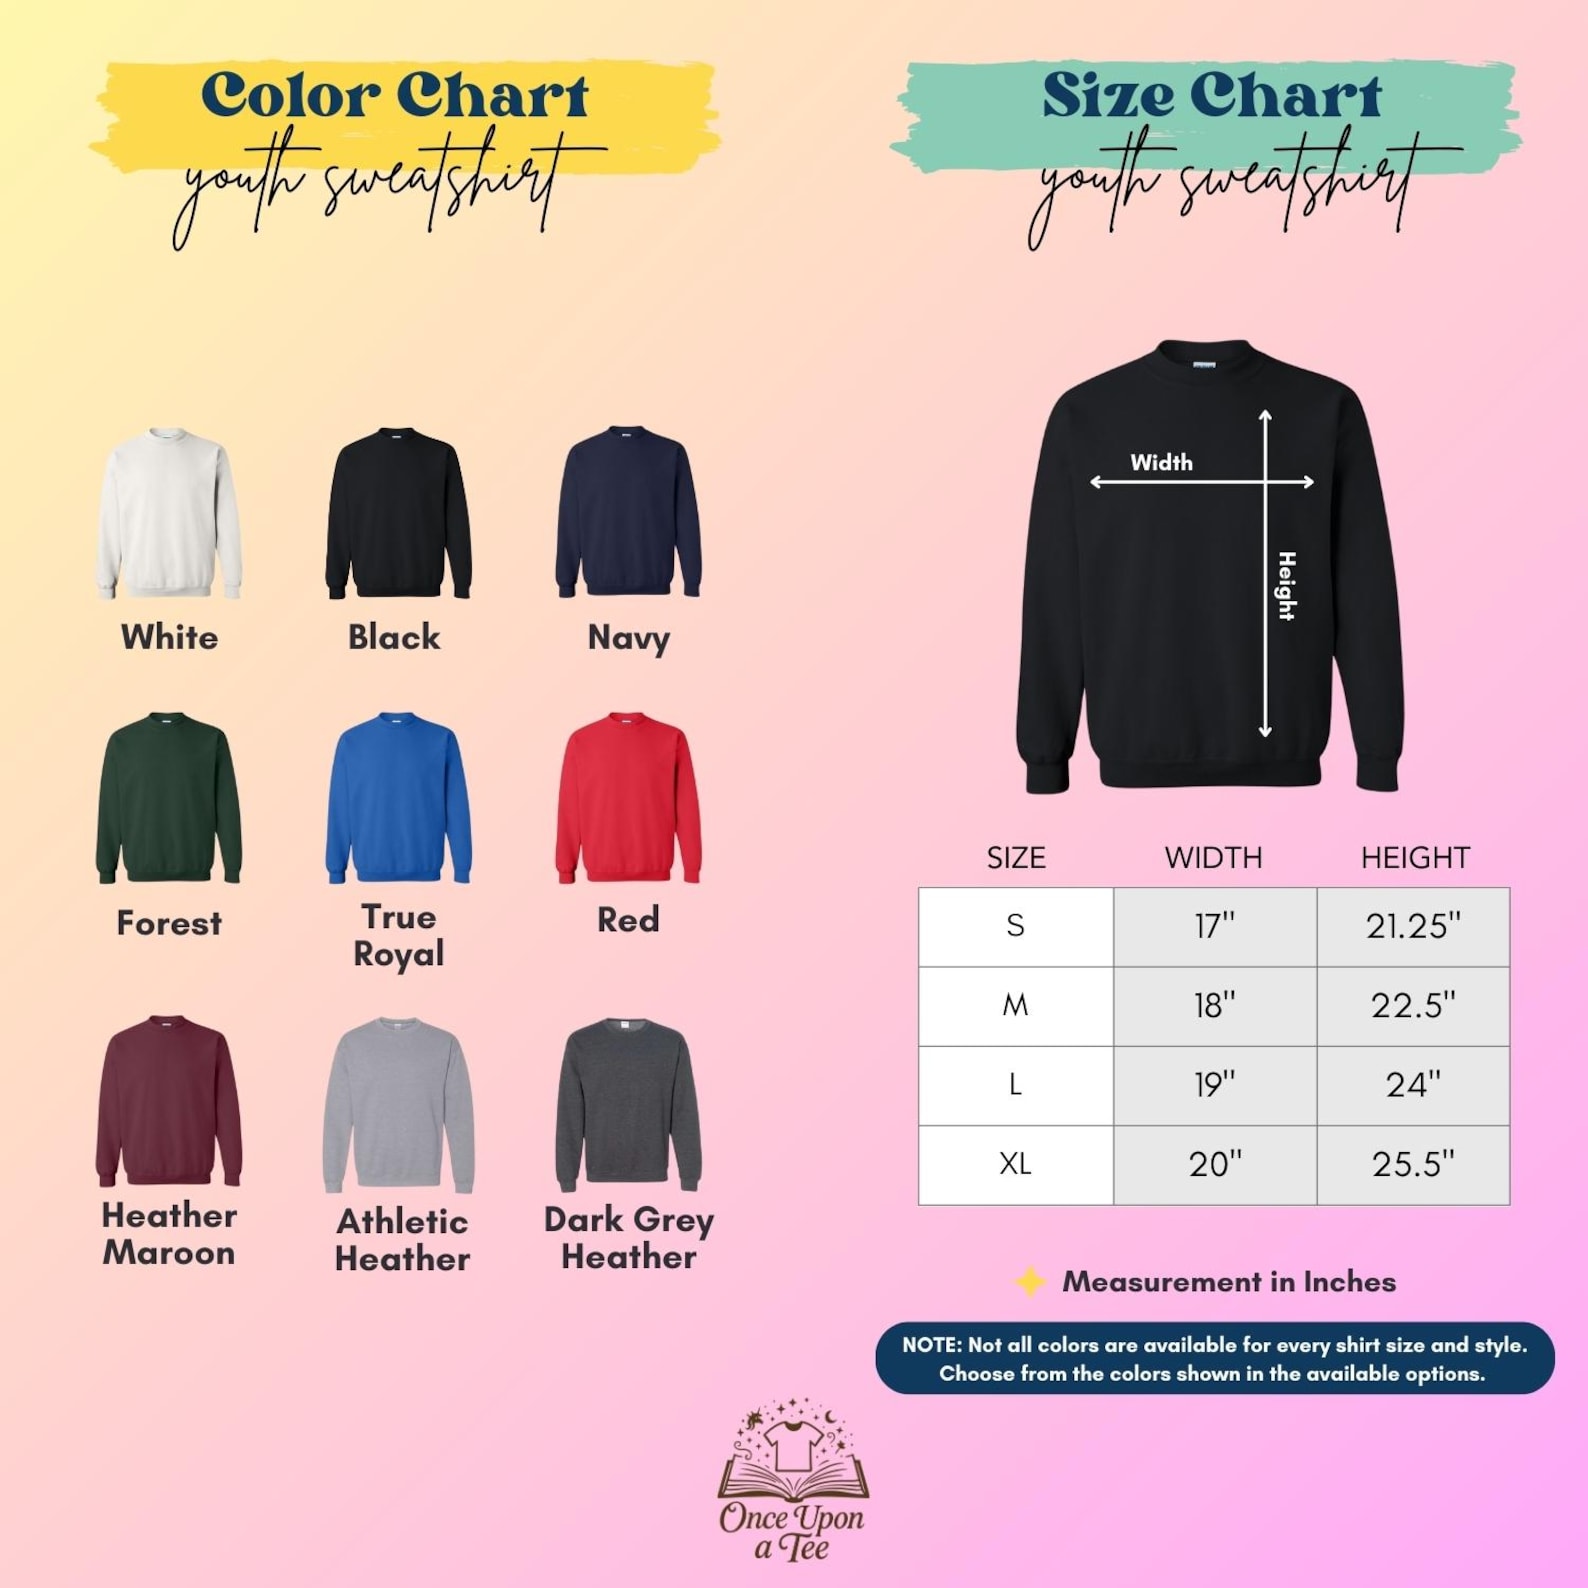 Color Chart
youth sweatshirt
White
Black
Navy
Forest
True
Royal
Red
Heather
Maroon
Athletic
Heather
Dark Grey
Heather
Size Chart
youth sweatshirt
Width
Height
SIZE WIDTH HEIGHT
S 17" 21.25"
M 18" 22.5"
L 19" 24"
XL 20" 25.5"
Measurement in Inches
NOTE: Not all colors are available for every shirt size and style.
Choose from the colors shown in the available options.
Once Upon
a Tee